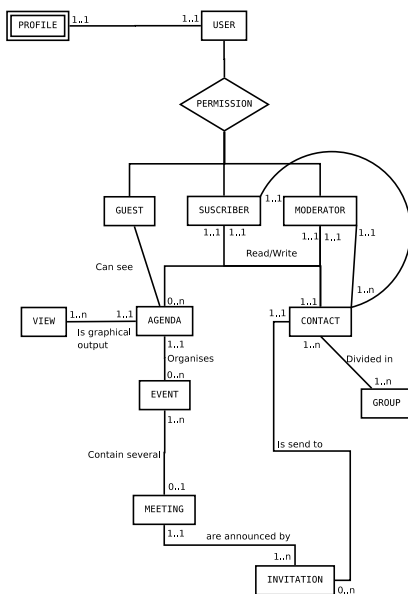 PROFILE 1..1 1..1 USER
PERMISSION
GUEST SUSCRIBER 1..1 MODERATOR
1..1 1..1 1..1 1..1 1..1
Read/Write
Can see
0..n 1..1 1..n
VIEW 1..n 1..1 AGENDA 1..1 CONTACT
Is graphical
output
1..1 1..n
Organises Divided in
0..n 1..n
EVENT GROUP
1..n
Contain several Is send to
0..1
MEETING
1..1
are announced by
1..n
INVITATION
0..n